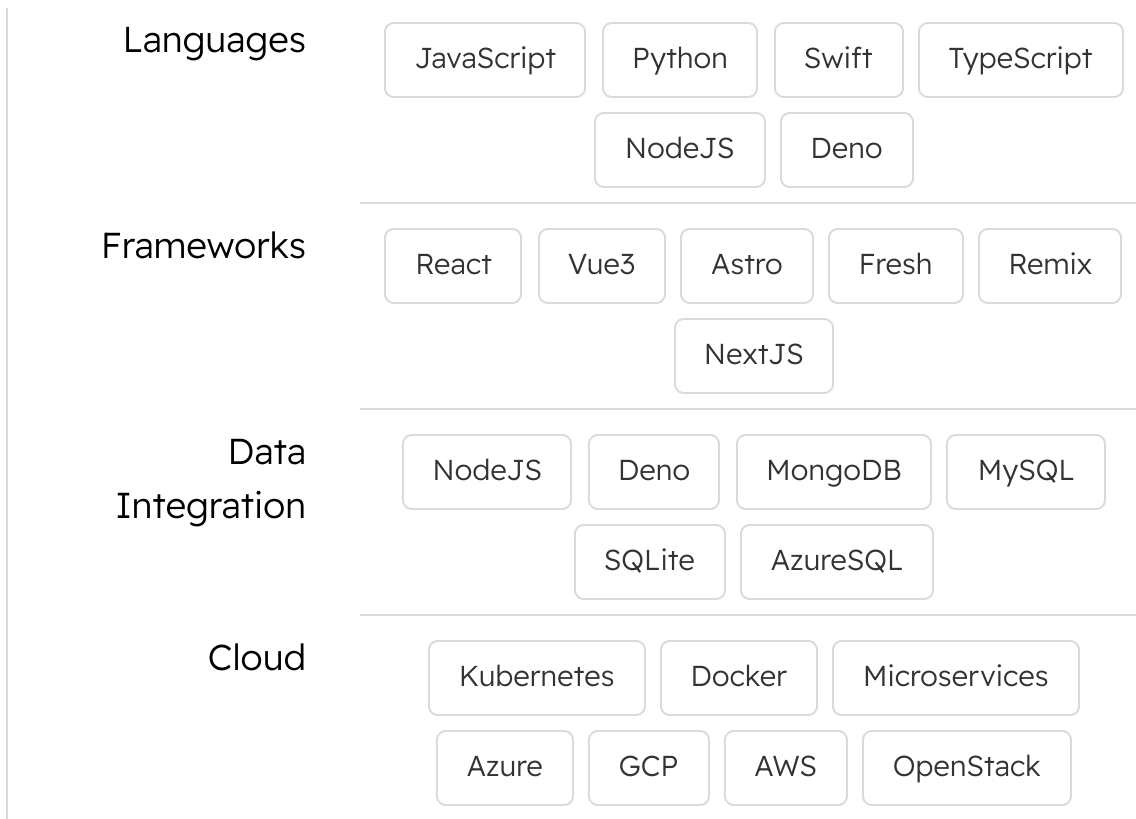 Languages
JavaScript Python Swift TypeScript
NodeJS Deno
Frameworks
React Vue3 Astro Fresh Remix
NextJS
Data
Integration
NodeJS Deno MongoDB MySQL
SQLite AzureSQL
Cloud
Kubernetes Docker Microservices
Azure GCP AWS OpenStack